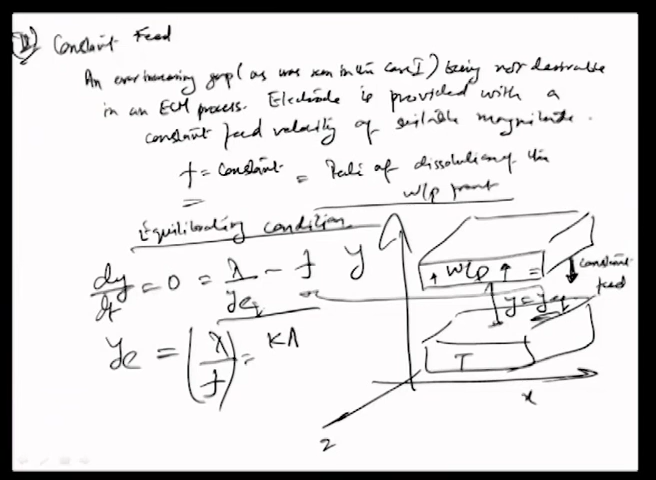 II) Constant Feed
An ever increasing gap (as was seen in the Case I) being not desirable
in an ECM process. Electrode is provided with a
constant feed velocity of suitable magnitude.
f = Constant = Rate of dissolution of the
w/p front
Equilibrating condition
dy/dt = 0 = λ/ye - f
ye = (λ/f) = KA
y
↑ w/p ↑
constant
feed
y = yeq
T
x
z